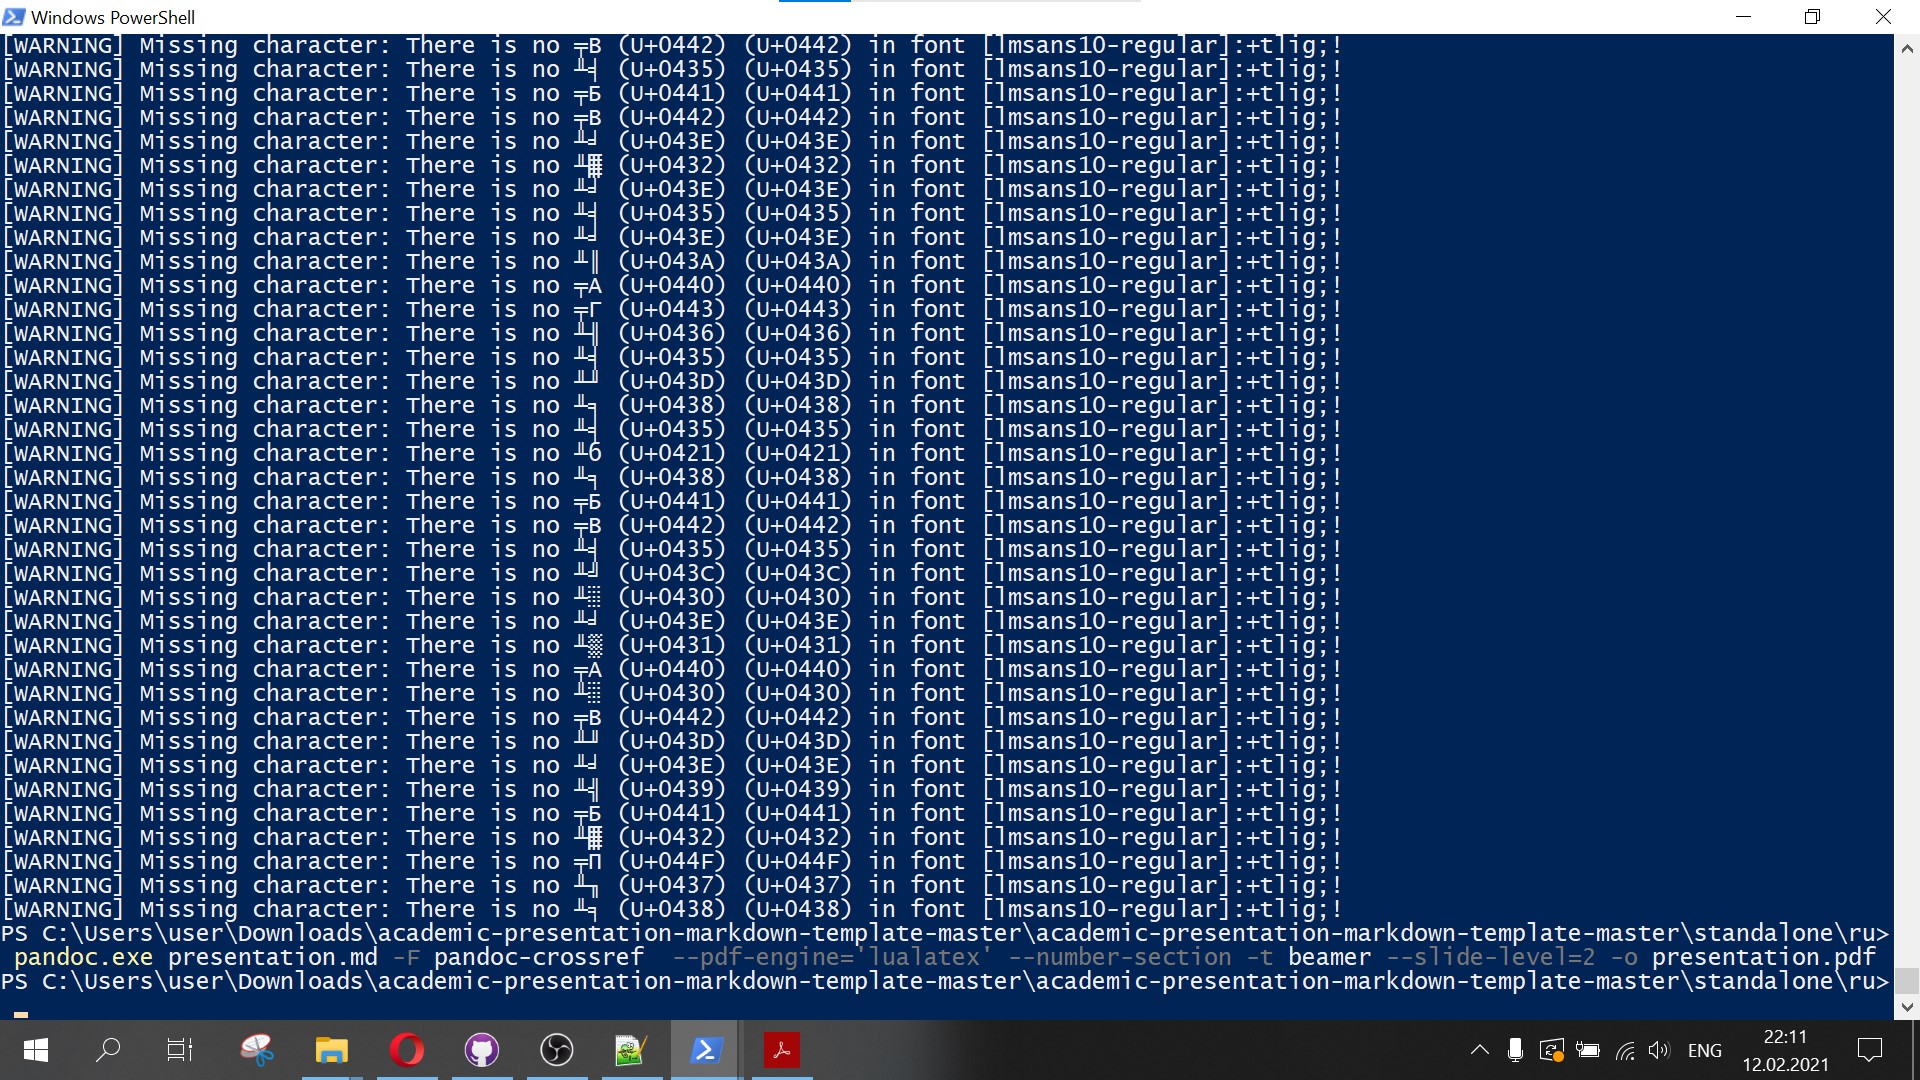 Windows PowerShell
[WARNING] Missing character: There is no ╤В (U+0442) (U+0442) in font [lmsans10-regular]:+tlig;!
[WARNING] Missing character: There is no ╨╡ (U+0435) (U+0435) in font [lmsans10-regular]:+tlig;!
[WARNING] Missing character: There is no ╤Б (U+0441) (U+0441) in font [lmsans10-regular]:+tlig;!
[WARNING] Missing character: There is no ╤В (U+0442) (U+0442) in font [lmsans10-regular]:+tlig;!
[WARNING] Missing character: There is no ╨╛ (U+043E) (U+043E) in font [lmsans10-regular]:+tlig;!
[WARNING] Missing character: There is no ╨▓ (U+0432) (U+0432) in font [lmsans10-regular]:+tlig;!
[WARNING] Missing character: There is no ╨╛ (U+043E) (U+043E) in font [lmsans10-regular]:+tlig;!
[WARNING] Missing character: There is no ╨╡ (U+0435) (U+0435) in font [lmsans10-regular]:+tlig;!
[WARNING] Missing character: There is no ╨╛ (U+043E) (U+043E) in font [lmsans10-regular]:+tlig;!
[WARNING] Missing character: There is no ╨║ (U+043A) (U+043A) in font [lmsans10-regular]:+tlig;!
[WARNING] Missing character: There is no ╤А (U+0440) (U+0440) in font [lmsans10-regular]:+tlig;!
[WARNING] Missing character: There is no ╤Г (U+0443) (U+0443) in font [lmsans10-regular]:+tlig;!
[WARNING] Missing character: There is no ╨╢ (U+0436) (U+0436) in font [lmsans10-regular]:+tlig;!
[WARNING] Missing character: There is no ╨╡ (U+0435) (U+0435) in font [lmsans10-regular]:+tlig;!
[WARNING] Missing character: There is no ╨╜ (U+043D) (U+043D) in font [lmsans10-regular]:+tlig;!
[WARNING] Missing character: There is no ╨╕ (U+0438) (U+0438) in font [lmsans10-regular]:+tlig;!
[WARNING] Missing character: There is no ╨╡ (U+0435) (U+0435) in font [lmsans10-regular]:+tlig;!
[WARNING] Missing character: There is no ╨б (U+0421) (U+0421) in font [lmsans10-regular]:+tlig;!
[WARNING] Missing character: There is no ╨╕ (U+0438) (U+0438) in font [lmsans10-regular]:+tlig;!
[WARNING] Missing character: There is no ╤Б (U+0441) (U+0441) in font [lmsans10-regular]:+tlig;!
[WARNING] Missing character: There is no ╤В (U+0442) (U+0442) in font [lmsans10-regular]:+tlig;!
[WARNING] Missing character: There is no ╨╡ (U+0435) (U+0435) in font [lmsans10-regular]:+tlig;!
[WARNING] Missing character: There is no ╨╝ (U+043C) (U+043C) in font [lmsans10-regular]:+tlig;!
[WARNING] Missing character: There is no ╨░ (U+0430) (U+0430) in font [lmsans10-regular]:+tlig;!
[WARNING] Missing character: There is no ╨╛ (U+043E) (U+043E) in font [lmsans10-regular]:+tlig;!
[WARNING] Missing character: There is no ╨▒ (U+0431) (U+0431) in font [lmsans10-regular]:+tlig;!
[WARNING] Missing character: There is no ╤А (U+0440) (U+0440) in font [lmsans10-regular]:+tlig;!
[WARNING] Missing character: There is no ╨░ (U+0430) (U+0430) in font [lmsans10-regular]:+tlig;!
[WARNING] Missing character: There is no ╤В (U+0442) (U+0442) in font [lmsans10-regular]:+tlig;!
[WARNING] Missing character: There is no ╨╜ (U+043D) (U+043D) in font [lmsans10-regular]:+tlig;!
[WARNING] Missing character: There is no ╨╛ (U+043E) (U+043E) in font [lmsans10-regular]:+tlig;!
[WARNING] Missing character: There is no ╨╣ (U+0439) (U+0439) in font [lmsans10-regular]:+tlig;!
[WARNING] Missing character: There is no ╤Б (U+0441) (U+0441) in font [lmsans10-regular]:+tlig;!
[WARNING] Missing character: There is no ╨▓ (U+0432) (U+0432) in font [lmsans10-regular]:+tlig;!
[WARNING] Missing character: There is no ╤П (U+044F) (U+044F) in font [lmsans10-regular]:+tlig;!
[WARNING] Missing character: There is no ╨╖ (U+0437) (U+0437) in font [lmsans10-regular]:+tlig;!
[WARNING] Missing character: There is no ╨╕ (U+0438) (U+0438) in font [lmsans10-regular]:+tlig;!
PS C:\Users\user\Downloads\academic-presentation-markdown-template-master\academic-presentation-markdown-template-master\standalone\ru>
pandoc.exe presentation.md -F pandoc-crossref  --pdf-engine='lualatex' --number-section -t beamer --slide-level=2 -o presentation.pdf
PS C:\Users\user\Downloads\academic-presentation-markdown-template-master\academic-presentation-markdown-template-master\standalone\ru>
ENG
22:11
12.02.2021